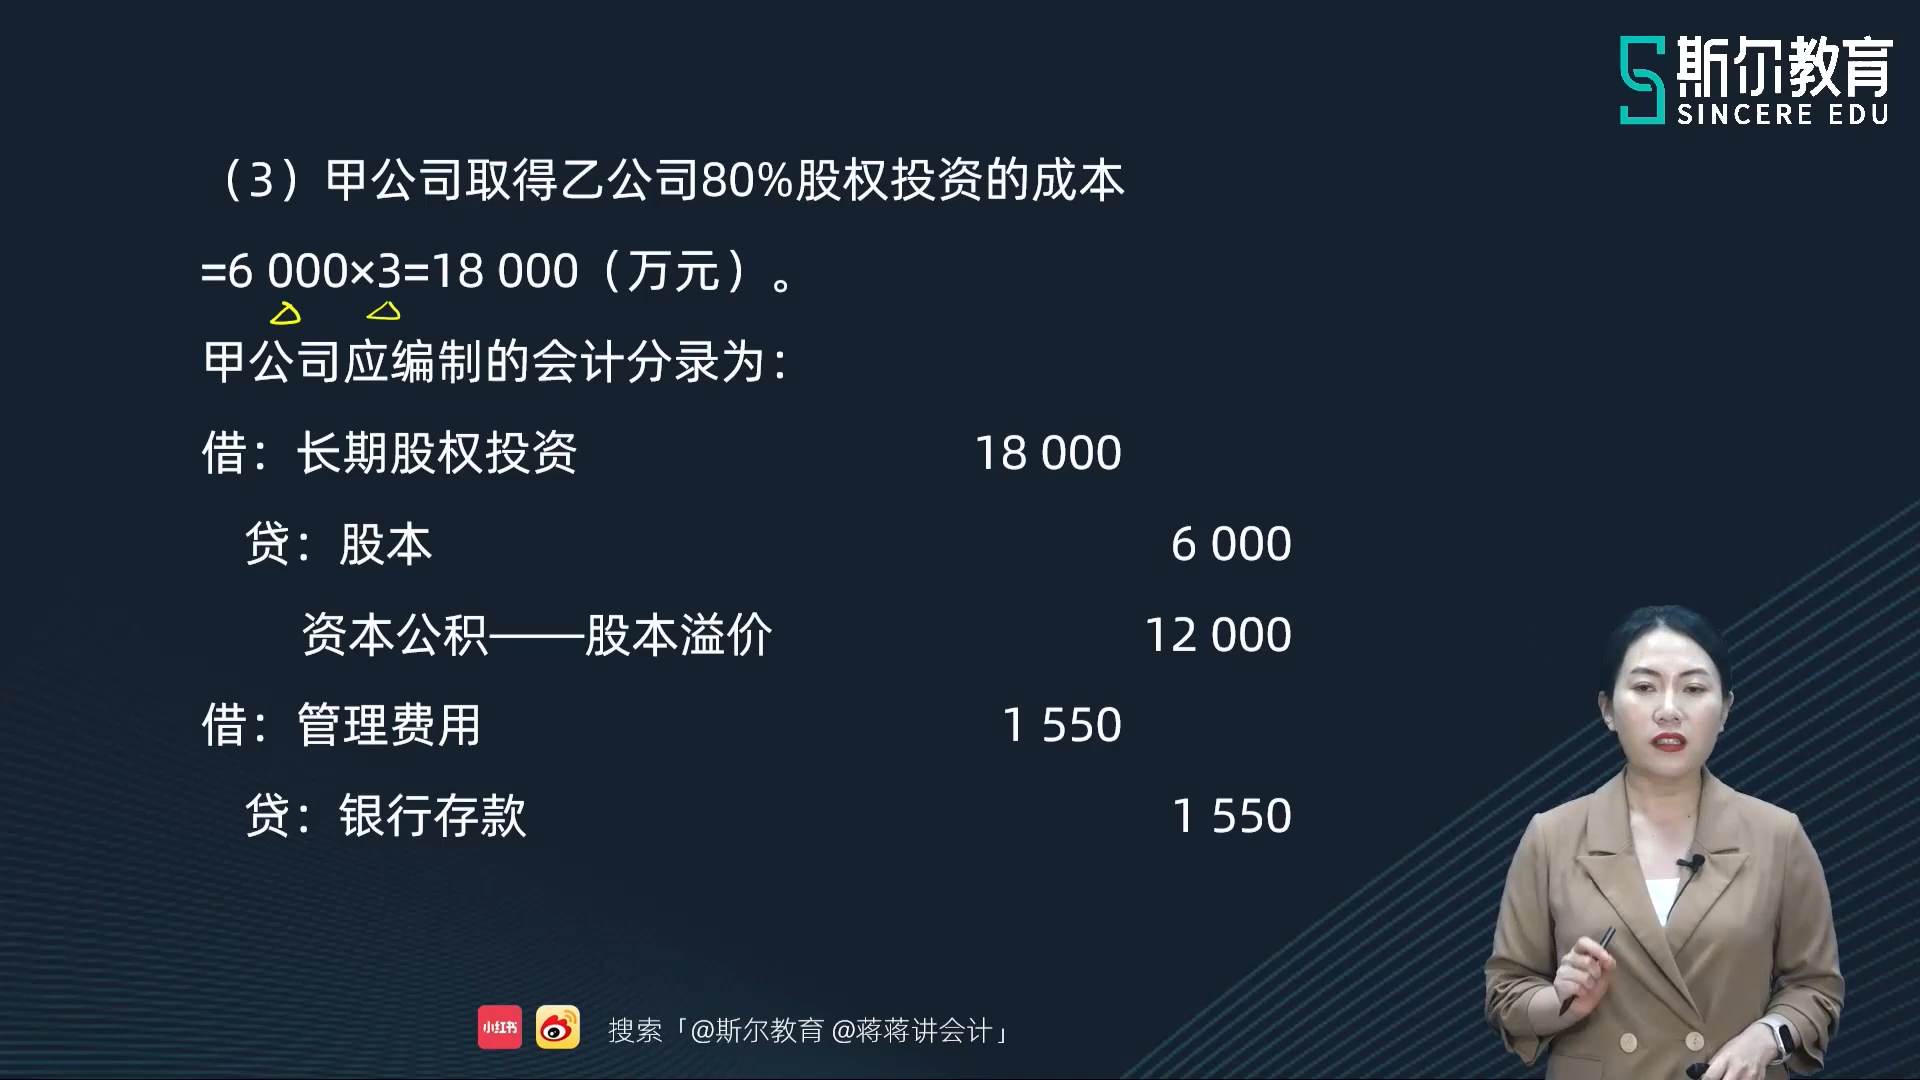 斯尔教育
SINCERE EDU
（3）甲公司取得乙公司80%股权投资的成本
=6 000×3=18 000（万元）。
甲公司应编制的会计分录为：
借：长期股权投资 18 000
贷：股本 6 000
资本公积——股本溢价 12 000
借：管理费用 1 550
贷：银行存款 1 550
小红书 搜索「@斯尔教育 @蒋蒋讲会计」